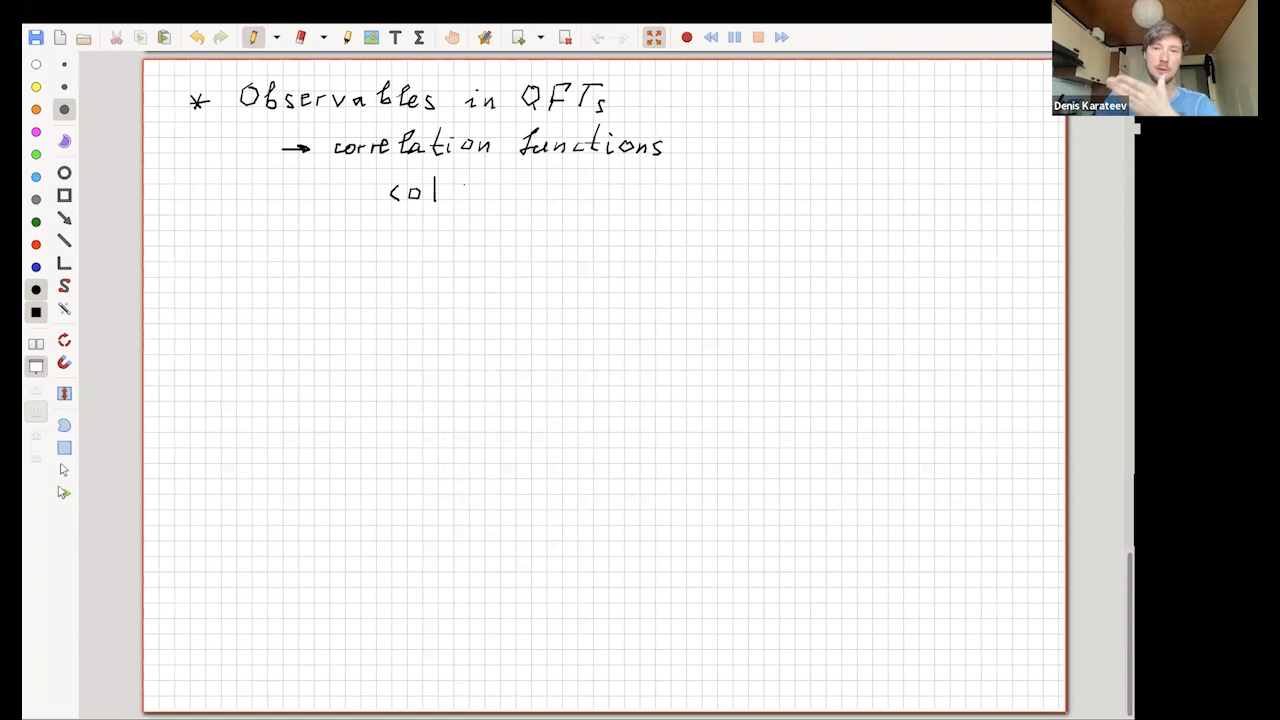 * Observables in QFTs
→ correlation functions
<0|
Denis Karateev